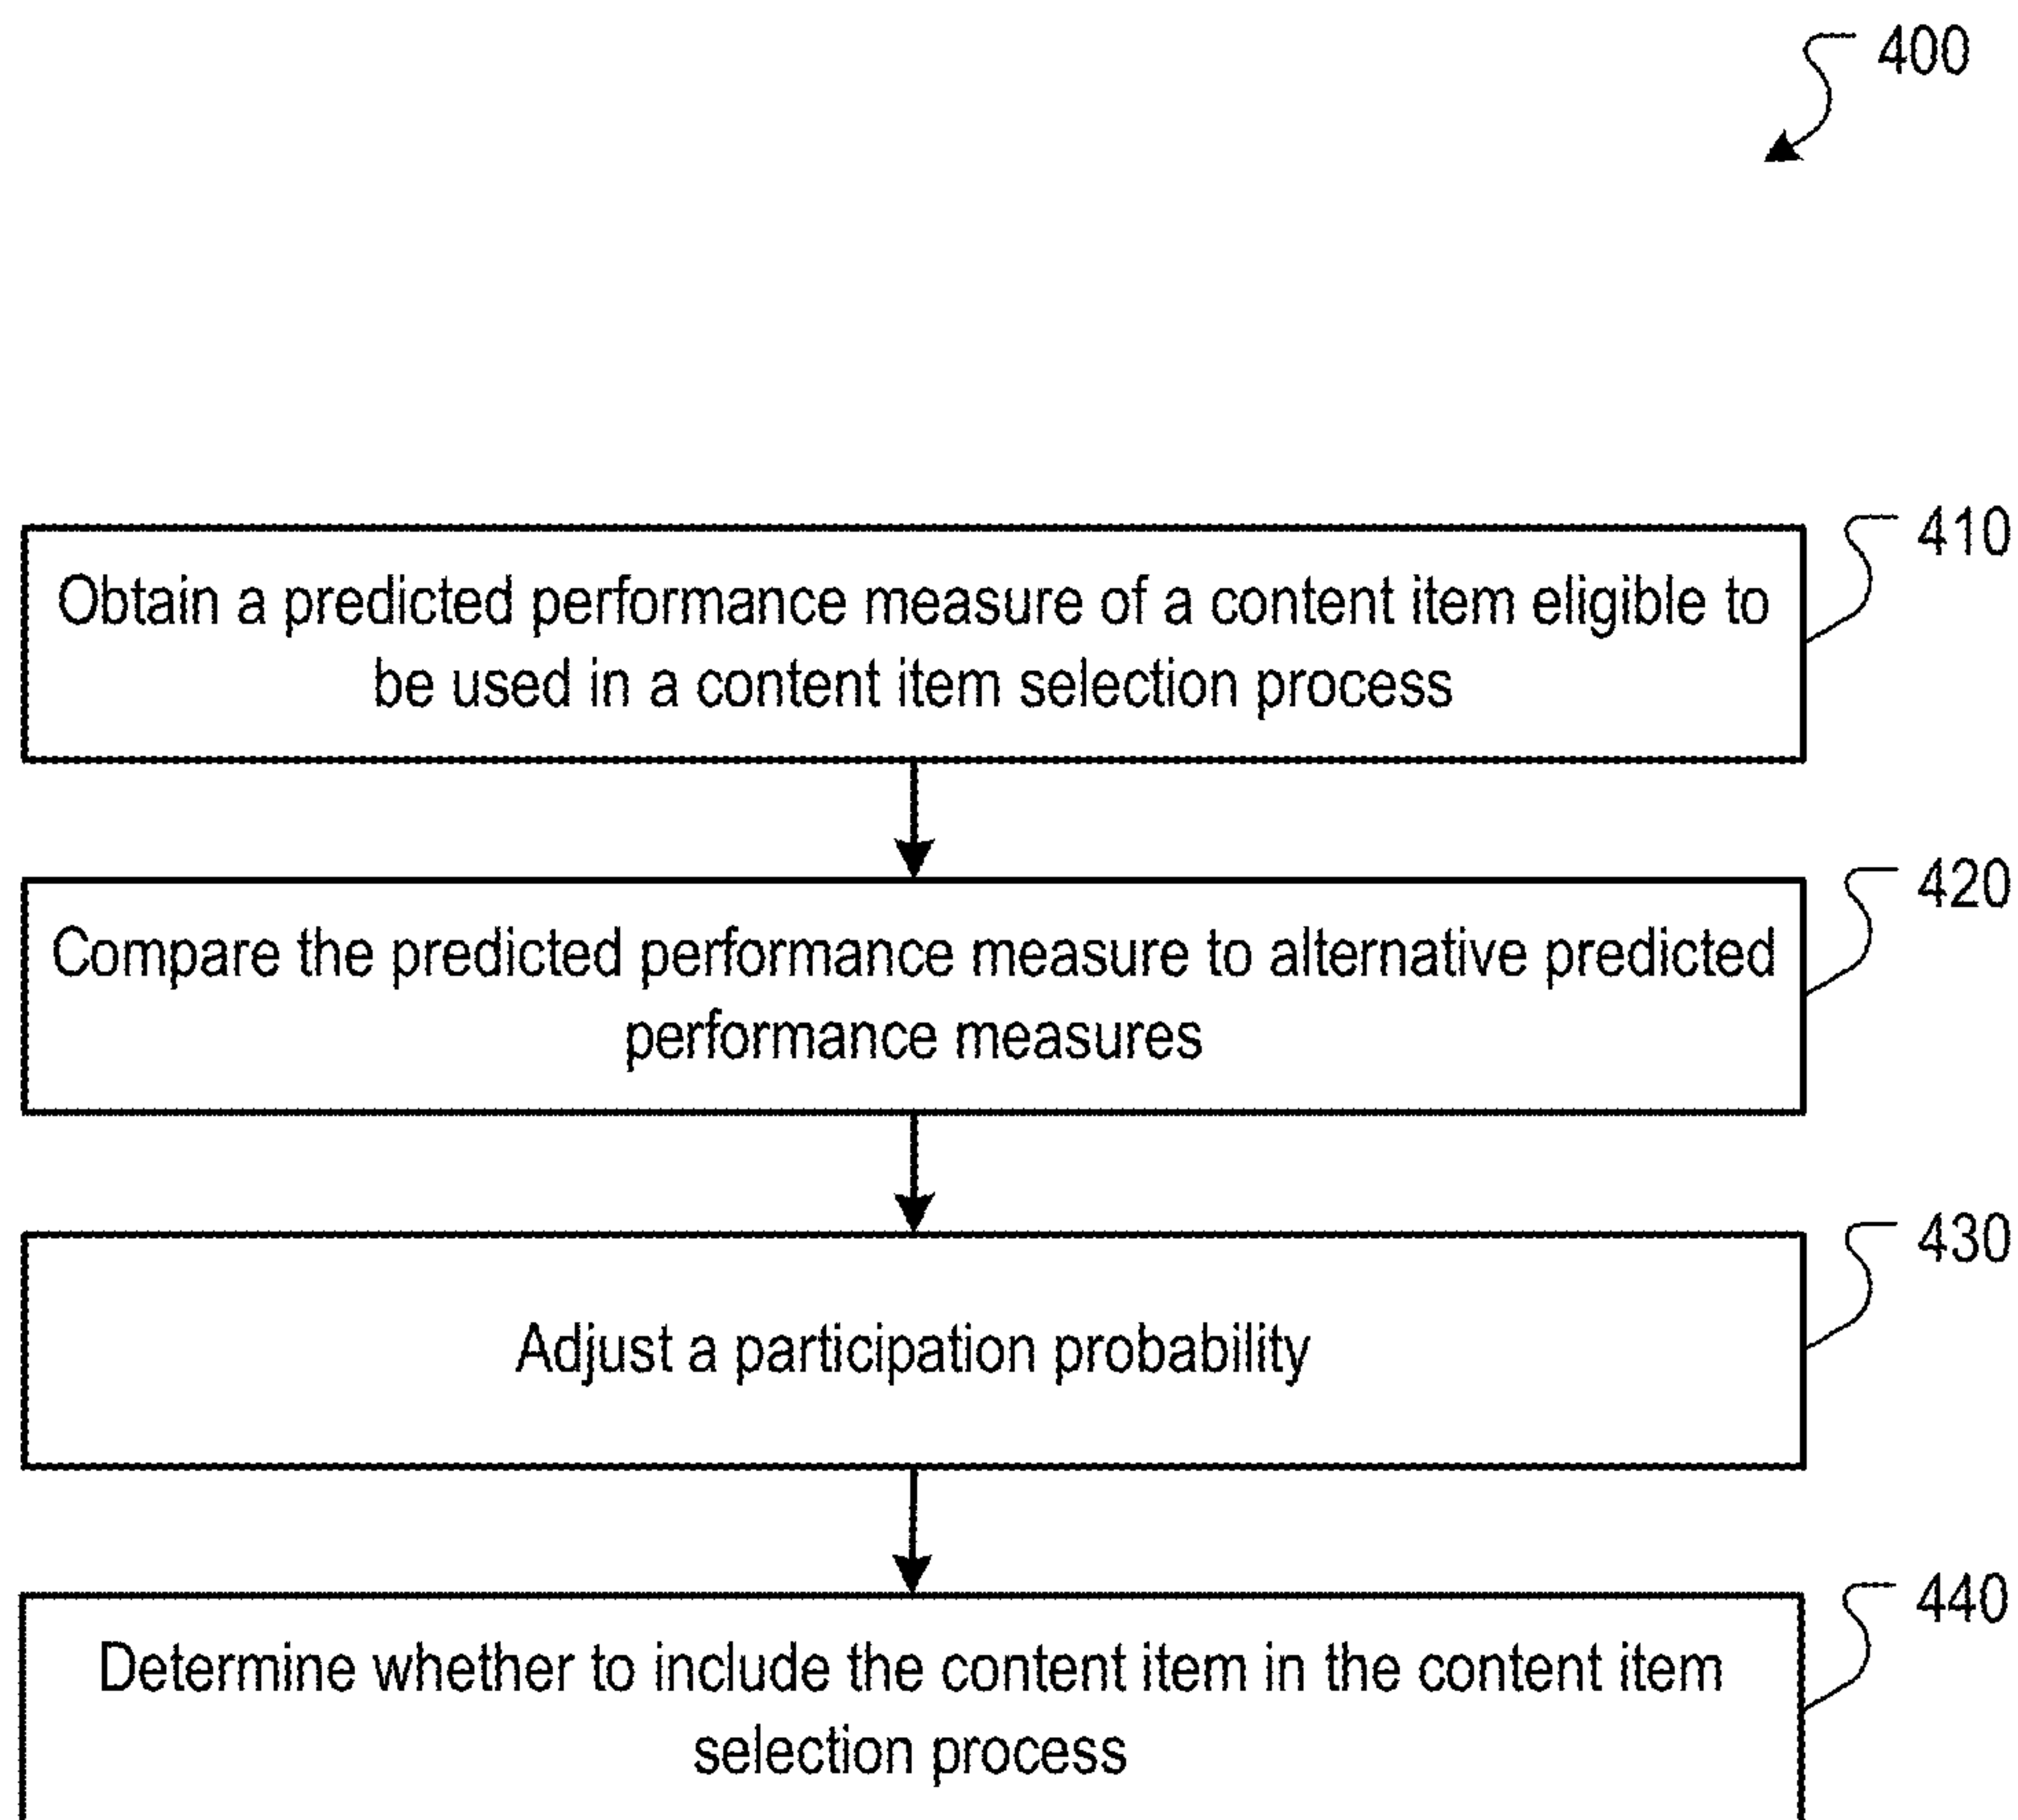 400
410
Obtain a predicted performance measure of a content item eligible to
be used in a content item selection process
420
Compare the predicted performance measure to alternative predicted
performance measures
430
Adjust a participation probability
440
Determine whether to include the content item in the content item
selection process